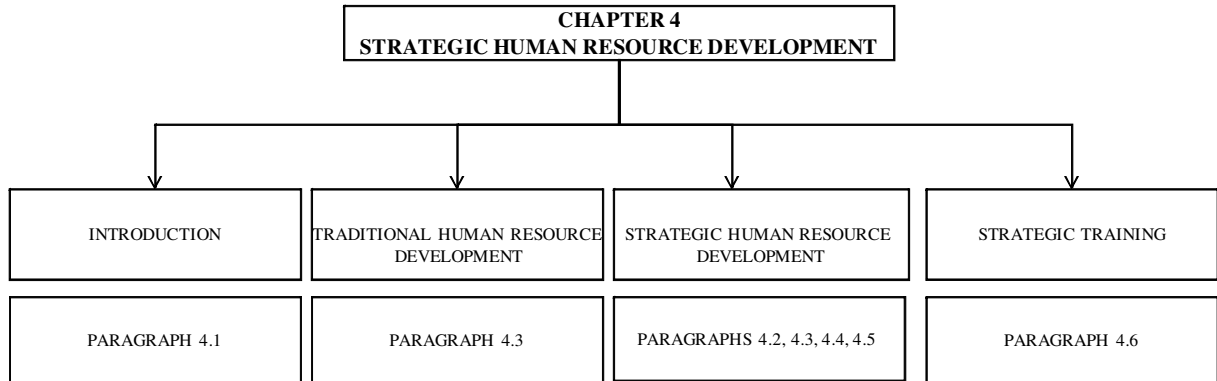 CHAPTER 4
STRATEGIC HUMAN RESOURCE DEVELOPMENT
INTRODUCTION
TRADITIONAL HUMAN RESOURCE
DEVELOPMENT
STRATEGIC HUMAN RESOURCE
DEVELOPMENT
STRATEGIC TRAINING
PARAGRAPH 4.1
PARAGRAPH 4.3
PARAGRAPHS 4.2, 4.3, 4.4, 4.5
PARAGRAPH 4.6